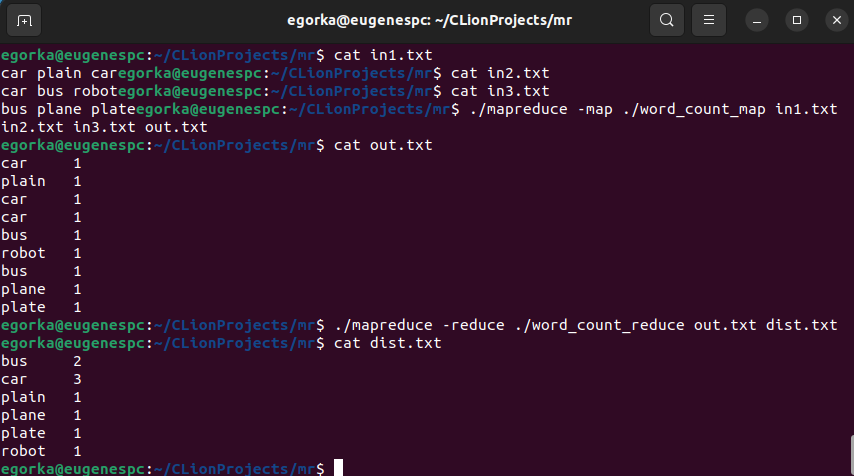 egorka@eugenespc: ~/CLionProjects/mr
egorka@eugenespc:~/CLionProjects/mr$ cat in1.txt
car plain caregorka@eugenespc:~/CLionProjects/mr$ cat in2.txt
car bus robotegorka@eugenespc:~/CLionProjects/mr$ cat in3.txt
bus plane plateegorka@eugenespc:~/CLionProjects/mr$ ./mapreduce -map ./word_count_map in1.txt
in2.txt in3.txt out.txt
egorka@eugenespc:~/CLionProjects/mr$ cat out.txt
car 1
plain 1
car 1
car 1
bus 1
robot 1
bus 1
plane 1
plate 1
egorka@eugenespc:~/CLionProjects/mr$ ./mapreduce -reduce ./word_count_reduce out.txt dist.txt
egorka@eugenespc:~/CLionProjects/mr$ cat dist.txt
bus 2
car 3
plain 1
plane 1
plate 1
robot 1
egorka@eugenespc:~/CLionProjects/mr$